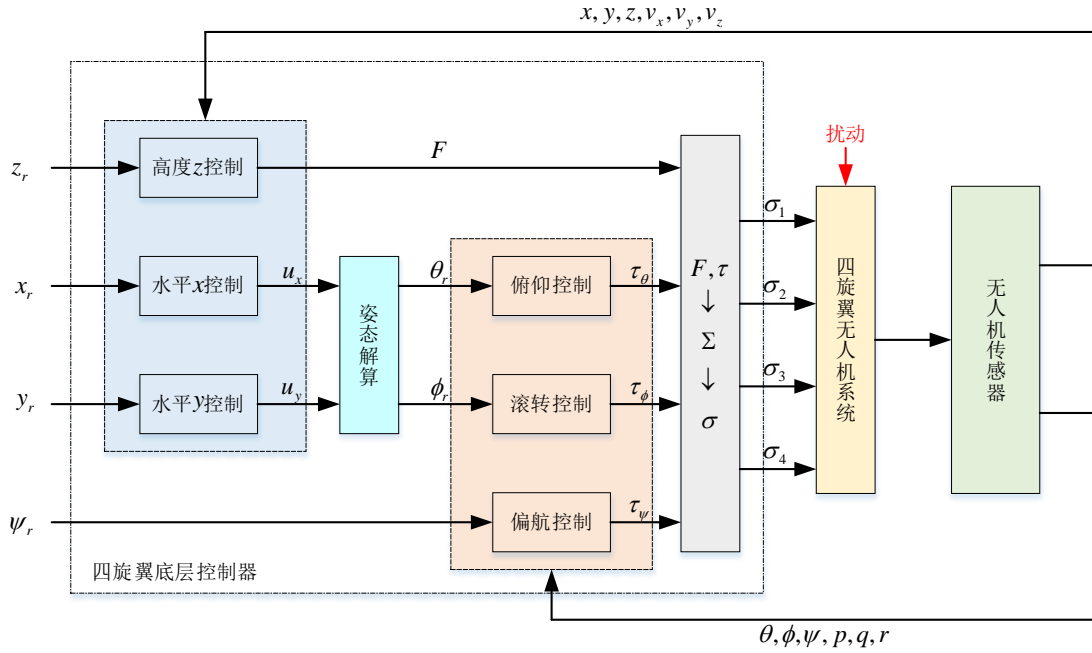 x, y, z, v_x, v_y, v_z
扰动
z_r
高度z控制
F
σ_1
x_r
水平x控制
u_x
姿态解算
θ_r
俯仰控制
τ_θ
F, τ
↓
Σ
↓
σ
σ_2
四旋翼无人机系统
无人机传感器
y_r
水平y控制
u_y
ϕ_r
滚转控制
τ_ϕ
σ_3
σ_4
ψ_r
偏航控制
τ_ψ
四旋翼底层控制器
θ, ϕ, ψ, p, q, r